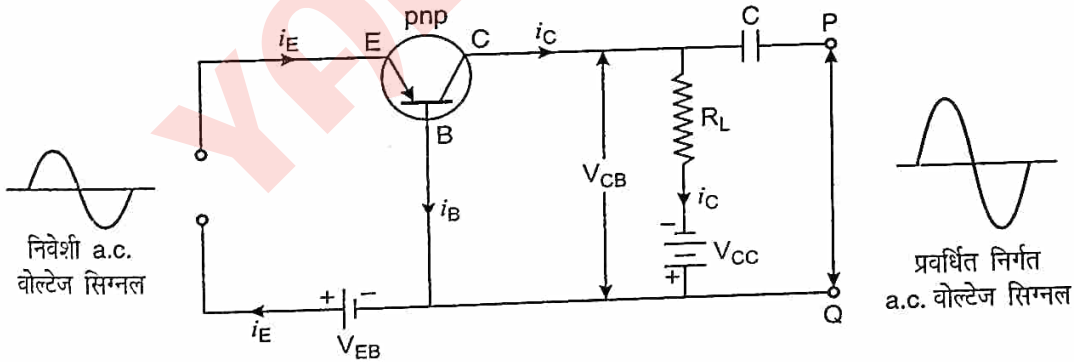 pnp
i_E
E
C
i_C
C
P
B
R_L
V_CB
i_B
i_C
−
V_CC
+
निवेशी a.c.
वोल्टेज सिग्नल
प्रवर्धित निर्गत
a.c. वोल्टेज सिग्नल
Q
i_E
+
−
V_EB